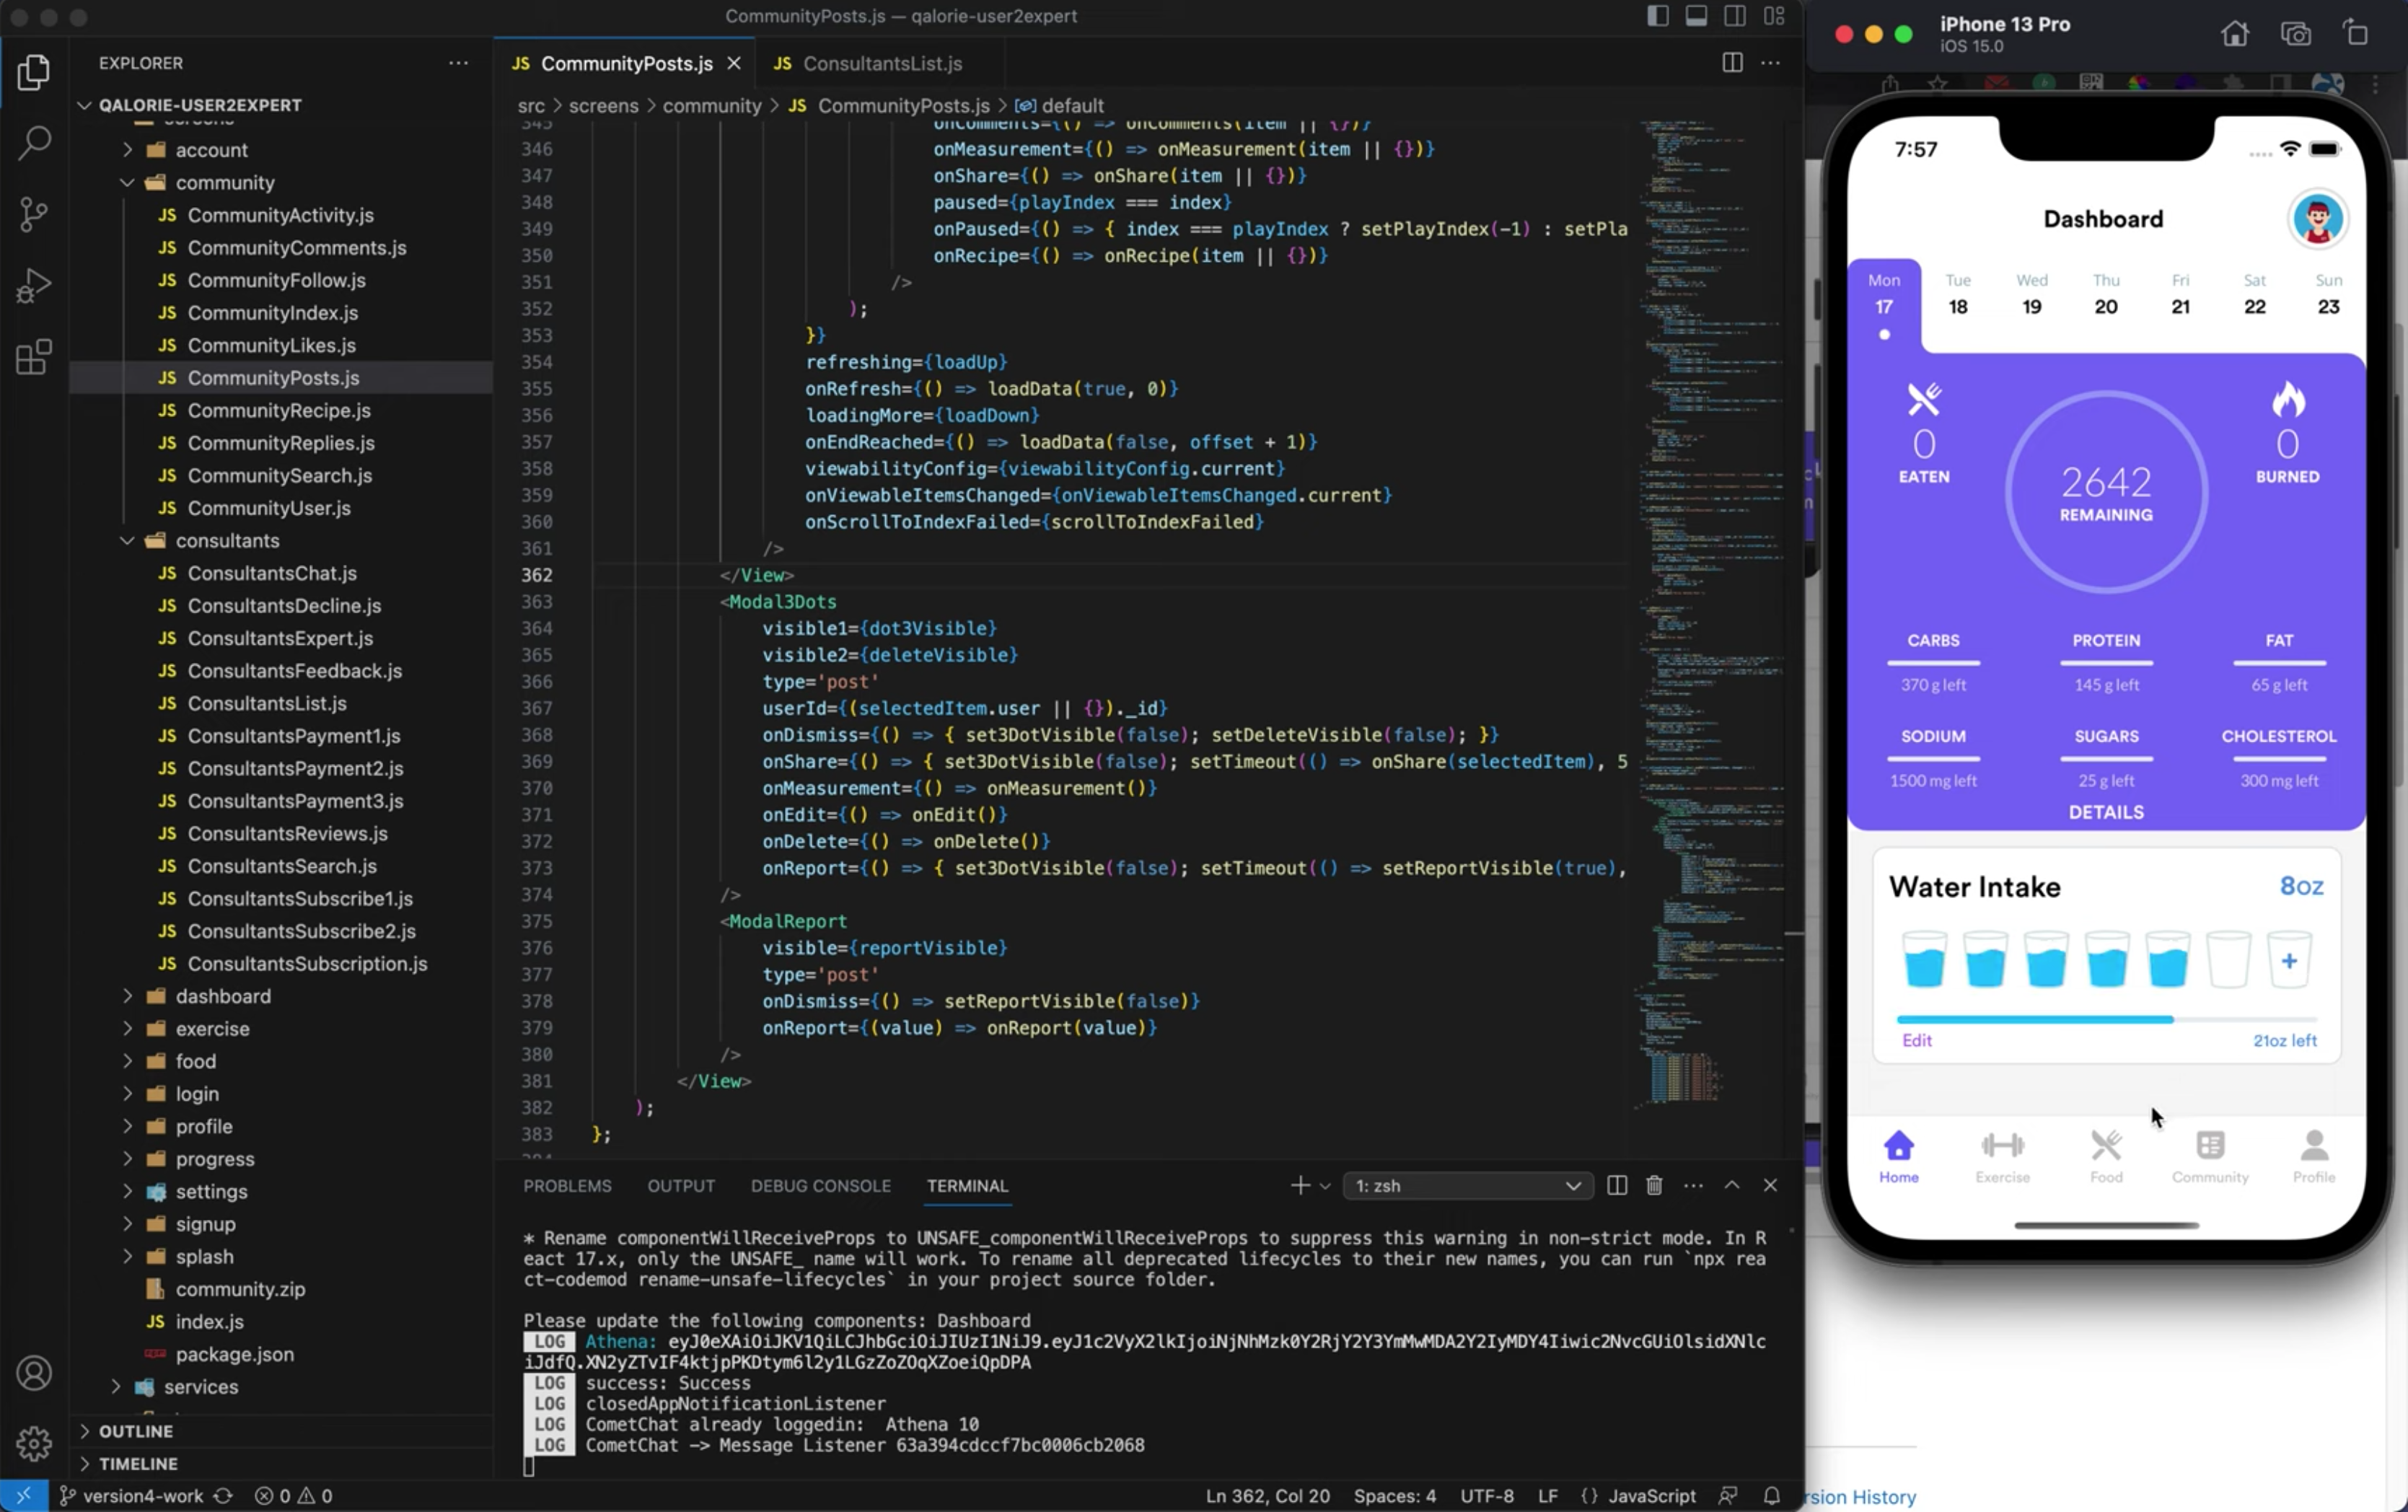 CommunityPosts.js — qalorie-user2expert
EXPLORER
QALORIE-USER2EXPERT
screens
account
community
CommunityActivity.js
CommunityComments.js
CommunityFollow.js
CommunityIndex.js
CommunityLikes.js
CommunityPosts.js
CommunityRecipe.js
CommunityReplies.js
CommunitySearch.js
CommunityUser.js
consultants
ConsultantsChat.js
ConsultantsDecline.js
ConsultantsExpert.js
ConsultantsFeedback.js
ConsultantsList.js
ConsultantsPayment1.js
ConsultantsPayment2.js
ConsultantsPayment3.js
ConsultantsReviews.js
ConsultantsSearch.js
ConsultantsSubscribe1.js
ConsultantsSubscribe2.js
ConsultantsSubscription.js
dashboard
exercise
food
login
profile
progress
settings
signup
splash
community.zip
index.js
package.json
services
OUTLINE
TIMELINE
JS CommunityPosts.js JS ConsultantsList.js
src > screens > community > JS CommunityPosts.js > default
345 onComments={() => onComments(item || {})}
346 onMeasurement={() => onMeasurement(item || {})}
347 onShare={() => onShare(item || {})}
348 paused={playIndex === index}
349 onPaused={() => { index === playIndex ? setPlayIndex(-1) : setPla
350 onRecipe={() => onRecipe(item || {})}
351 />
352 );
353 }}
354 refreshing={loadUp}
355 onRefresh={() => loadData(true, 0)}
356 loadingMore={loadDown}
357 onEndReached={() => loadData(false, offset + 1)}
358 viewabilityConfig={viewabilityConfig.current}
359 onViewableItemsChanged={onViewableItemsChanged.current}
360 onScrollToIndexFailed={scrollToIndexFailed}
361 />
362 </View>
363 <Modal3Dots
364 visible1={dot3Visible}
365 visible2={deleteVisible}
366 type='post'
367 userId={(selectedItem.user || {})._id}
368 onDismiss={() => { set3DotVisible(false); setDeleteVisible(false); }}
369 onShare={() => { set3DotVisible(false); setTimeout(() => onShare(selectedItem), 5
370 onMeasurement={() => onMeasurement()}
371 onEdit={() => onEdit()}
372 onDelete={() => onDelete()}
373 onReport={() => { set3DotVisible(false); setTimeout(() => setReportVisible(true),
374 />
375 <ModalReport
376 visible={reportVisible}
377 type='post'
378 onDismiss={() => setReportVisible(false)}
379 onReport={(value) => onReport(value)}
380 />
381 </View>
382 );
383 };
PROBLEMS OUTPUT DEBUG CONSOLE TERMINAL 1: zsh
* Rename componentWillReceiveProps to UNSAFE_componentWillReceiveProps to suppress this warning in non-strict mode. In R
eact 17.x, only the UNSAFE_ name will work. To rename all deprecated lifecycles to their new names, you can run `npx rea
ct-codemod rename-unsafe-lifecycles` in your project source folder.
Please update the following components: Dashboard
LOG Athena:
LOG success: Success
LOG closedAppNotificationListener
LOG CometChat already loggedin: Athena 10
LOG CometChat -> Message Listener 63a394cdccf7bc0006cb2068
version4-work 0 0 Ln 362, Col 20 Spaces: 4 UTF-8 LF {} JavaScript
iPhone 13 Pro
iOS 15.0
7:57
Dashboard
Mon Tue Wed Thu Fri Sat Sun
17 18 19 20 21 22 23
0 EATEN
2642
REMAINING
0 BURNED
CARBS PROTEIN FAT
370 g left 145 g left 65 g left
SODIUM SUGARS CHOLESTEROL
1500 mg left 25 g left 300 mg left
DETAILS
Water Intake 8oz
+
Edit 21oz left
Home Exercise Food Community Profile
rsion History